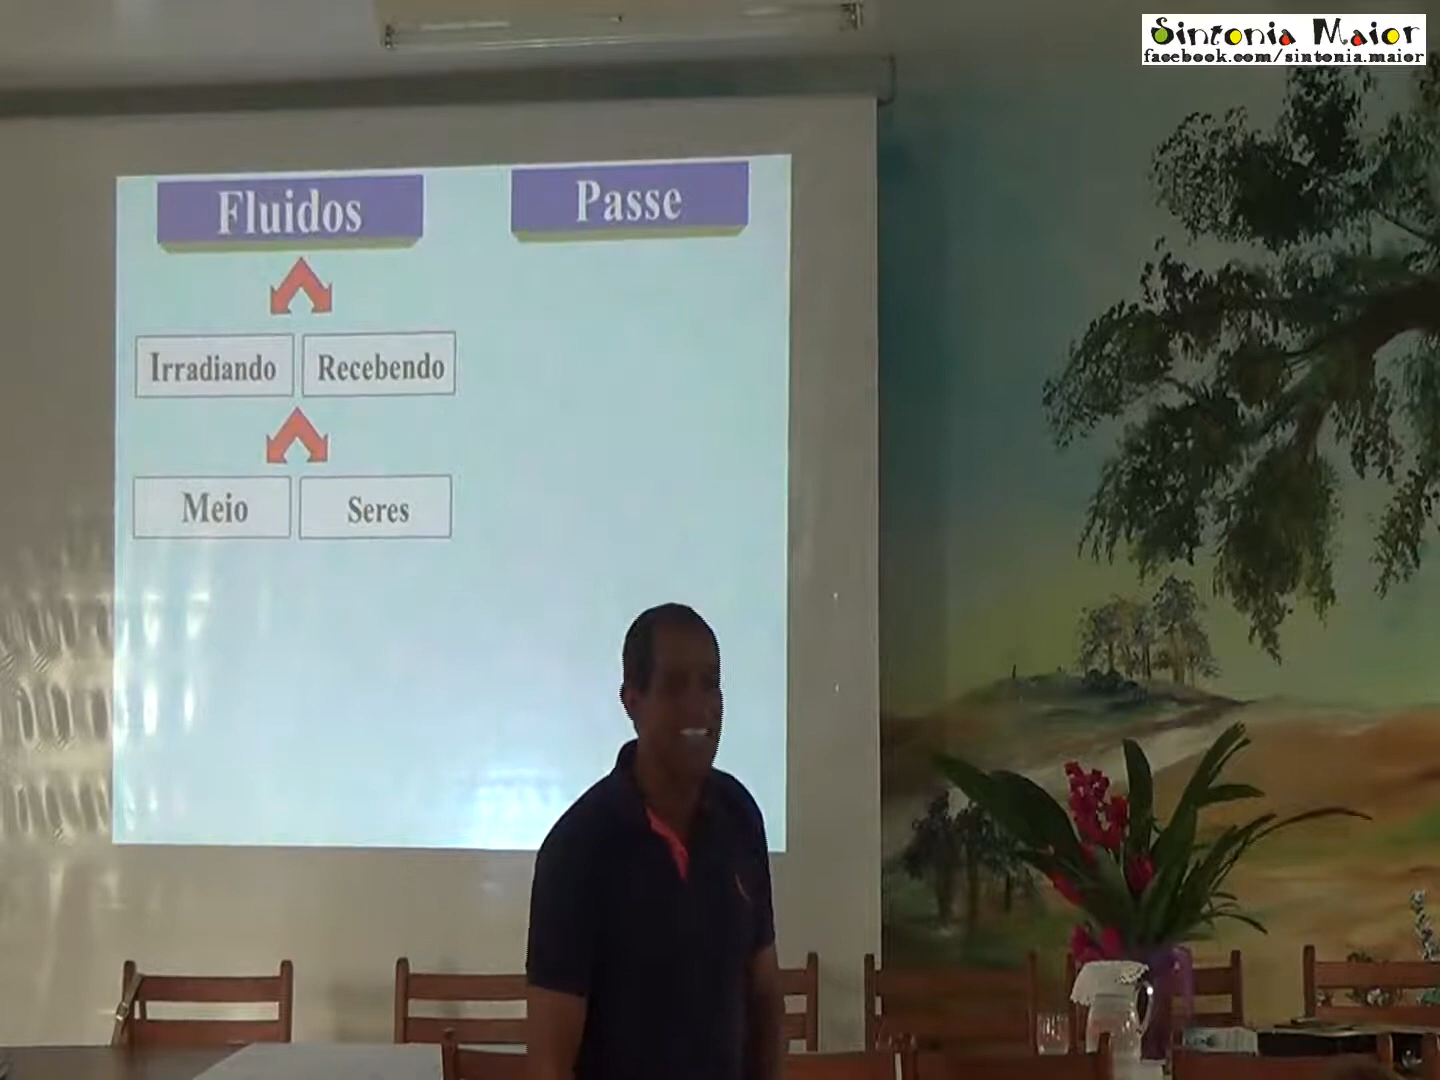 Sintonia Maior
facebook.com/sintonia.maior
Fluidos
Passe
Irradiando
Recebendo
Meio
Seres